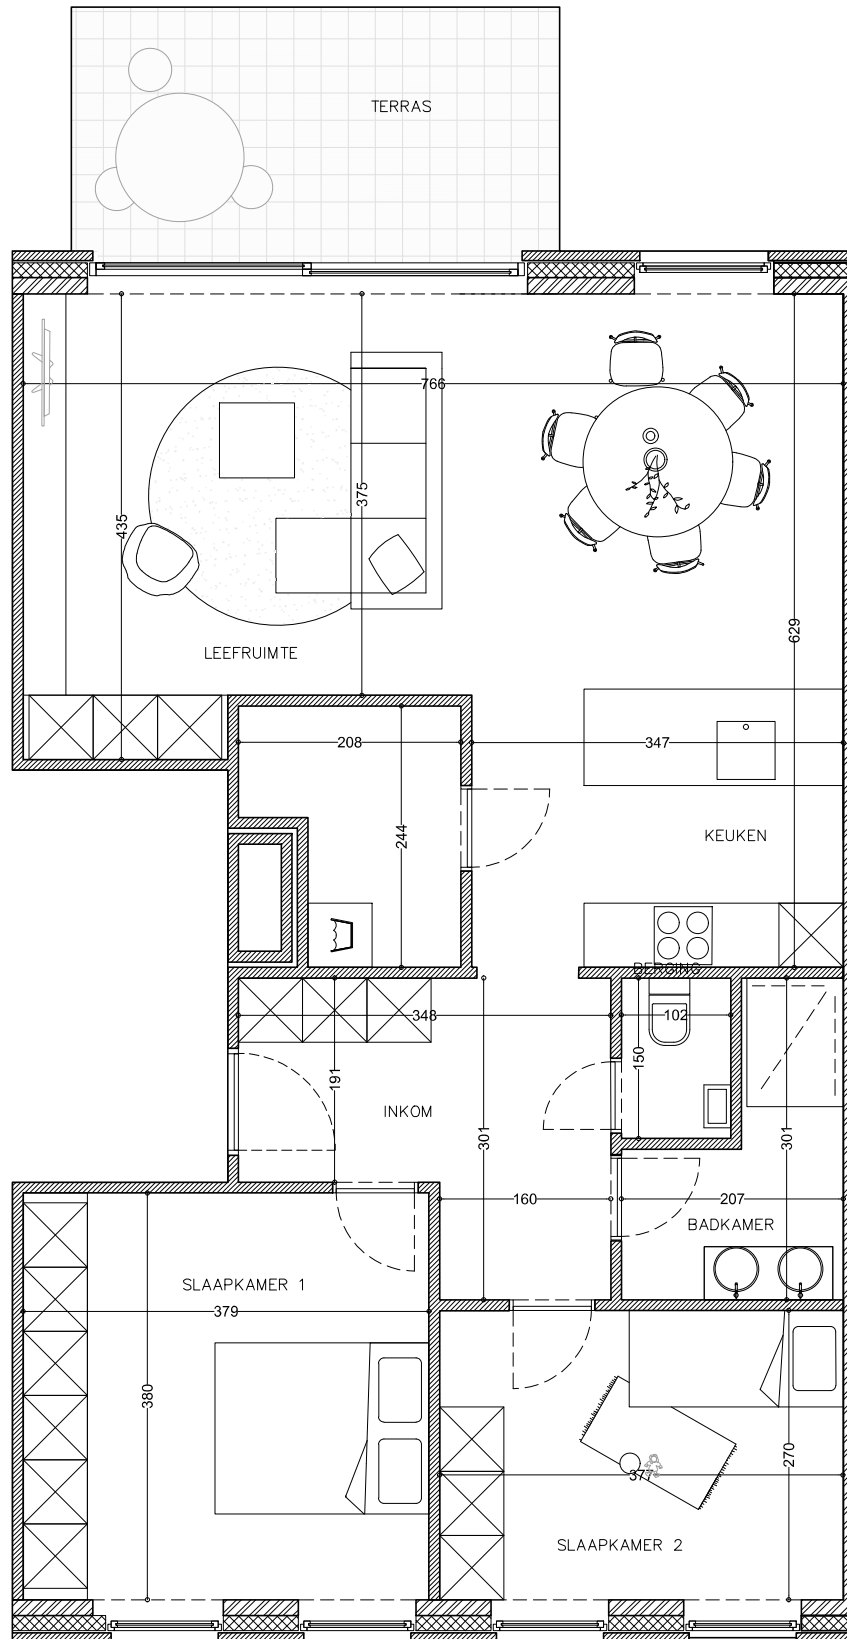 TERRAS
766
375
435
629
LEEFRUIMTE
208
347
244
KEUKEN
BERGING
348
102
150
191
INKOM
301
301
160
207
BADKAMER
SLAAPKAMER 1
379
380
270
377
SLAAPKAMER 2